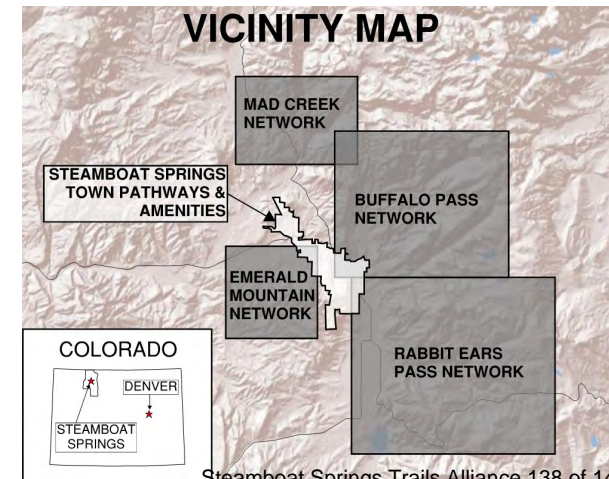 VICINITY MAP
MAD CREEK
NETWORK
STEAMBOAT SPRINGS
TOWN PATHWAYS &
AMENITIES
BUFFALO PASS
NETWORK
EMERALD
MOUNTAIN
NETWORK
RABBIT EARS
PASS NETWORK
COLORADO
DENVER
STEAMBOAT
SPRINGS
Steamboat Springs Trails Alliance 138 of 14